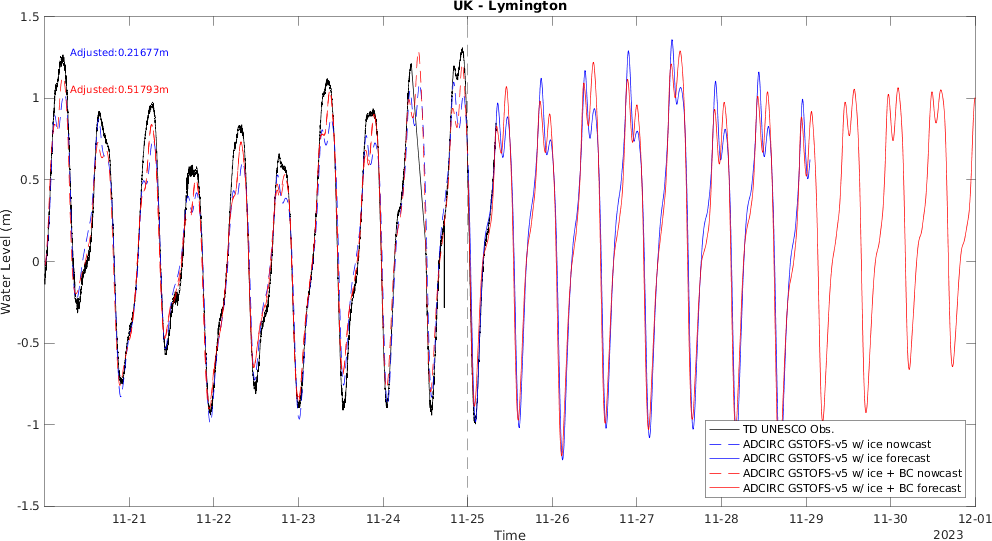 UK - Lymington
1.5
1
0.5
0
-0.5
-1
-1.5
Water Level (m)
Adjusted:0.21677m
Adjusted:0.51793m
TD UNESCO Obs.
ADCIRC GSTOFS-v5 w/ ice nowcast
ADCIRC GSTOFS-v5 w/ ice forecast
ADCIRC GSTOFS-v5 w/ ice + BC nowcast
ADCIRC GSTOFS-v5 w/ ice + BC forecast
11-21 11-22 11-23 11-24 11-25 11-26 11-27 11-28 11-29 11-30 12-01
Time
2023